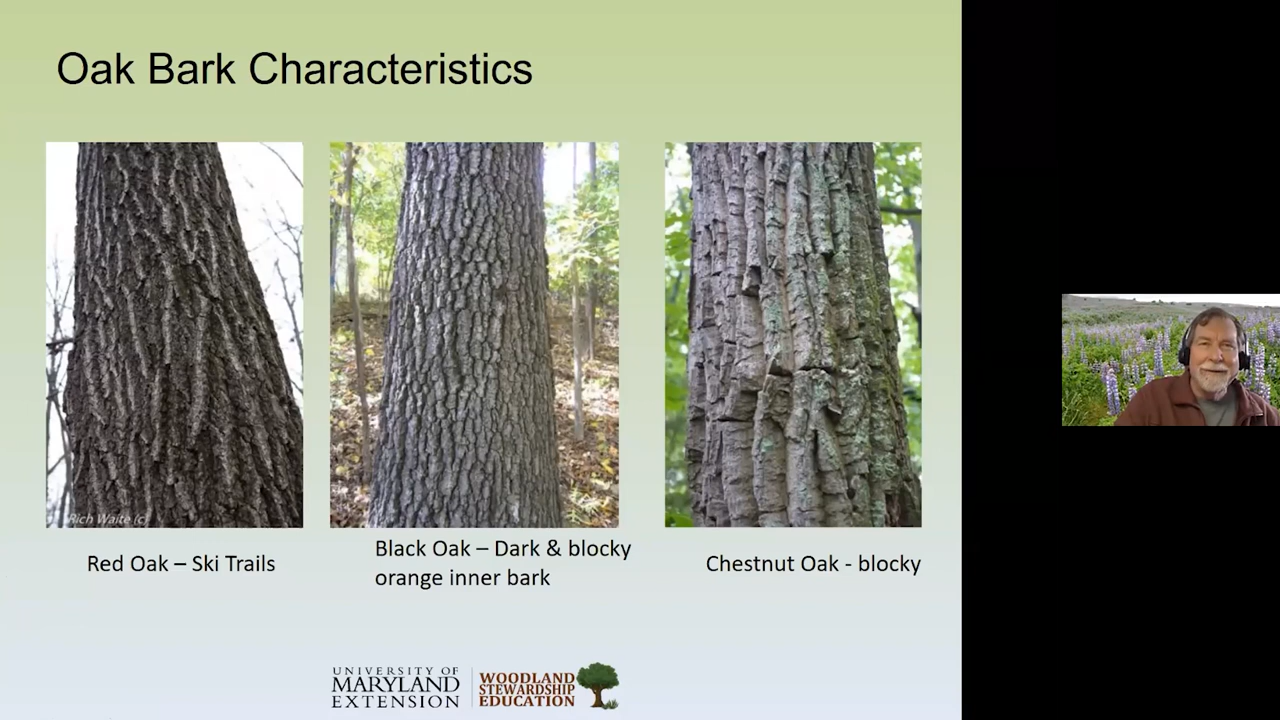 Oak Bark Characteristics
Rich Waite (c)
Red Oak – Ski Trails
Black Oak – Dark & blocky
orange inner bark
Chestnut Oak - blocky
UNIVERSITY OF
MARYLAND
EXTENSION
WOODLAND
STEWARDSHIP
EDUCATION